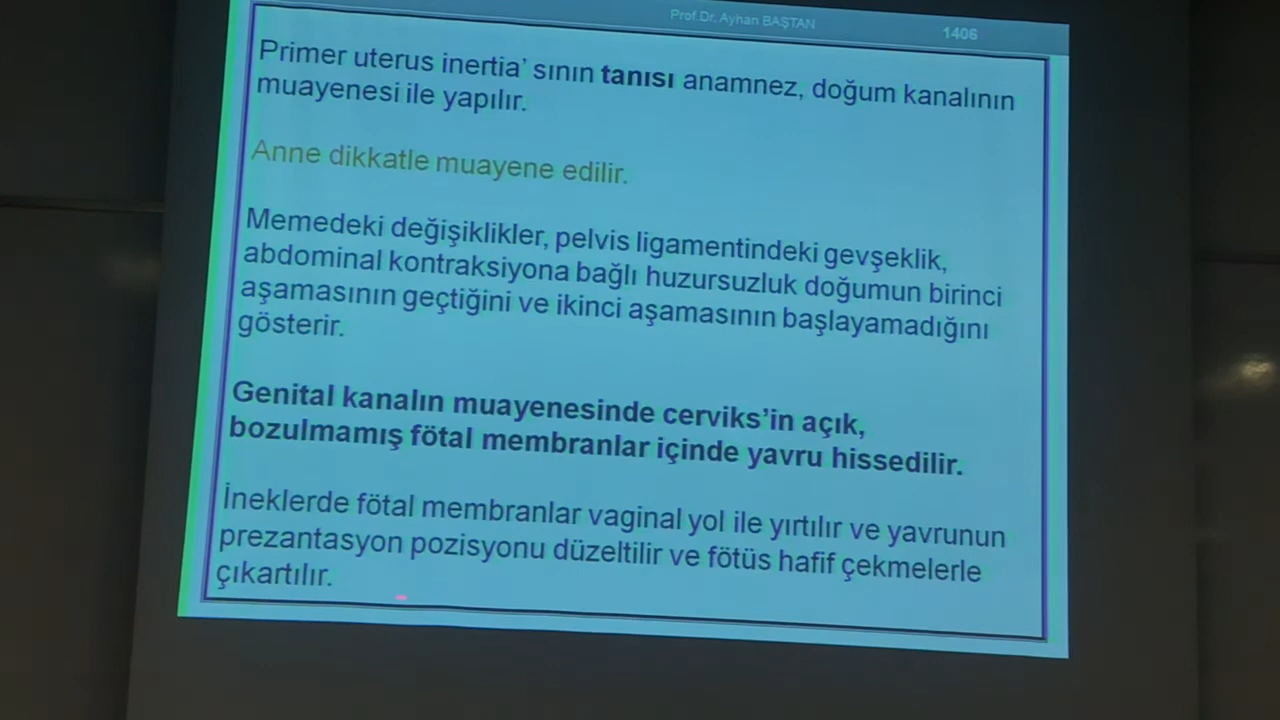 Prof.Dr. Ayhan BAŞTAN
1406
Primer uterus inertia’ sının tanısı anamnez, doğum kanalının
muayenesi ile yapılır.
Anne dikkatle muayene edilir.
Memedeki değişiklikler, pelvis ligamentindeki gevşeklik,
abdominal kontraksiyona bağlı huzursuzluk doğumun birinci
aşamasının geçtiğini ve ikinci aşamasının başlayamadığını
gösterir.
Genital kanalın muayenesinde cerviks’in açık,
bozulmamış fötal membranlar içinde yavru hissedilir.
İneklerde fötal membranlar vaginal yol ile yırtılır ve yavrunun
prezantasyon pozisyonu düzeltilir ve fötüs hafif çekmelerle
çıkartılır.